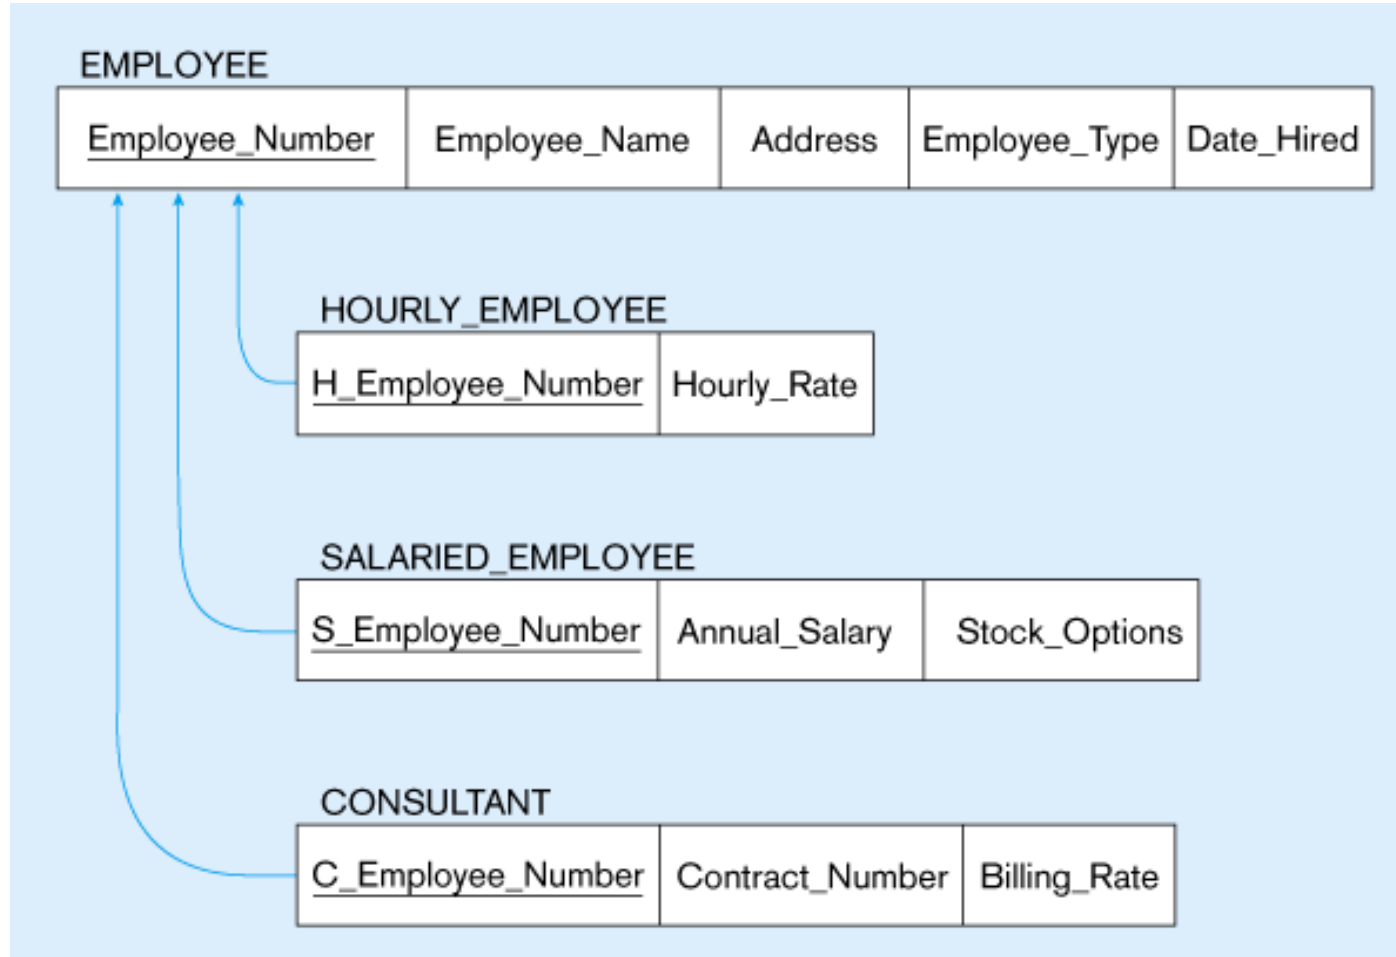 EMPLOYEE
Employee_Number Employee_Name Address Employee_Type Date_Hired
HOURLY_EMPLOYEE
H_Employee_Number Hourly_Rate
SALARIED_EMPLOYEE
S_Employee_Number Annual_Salary Stock_Options
CONSULTANT
C_Employee_Number Contract_Number Billing_Rate